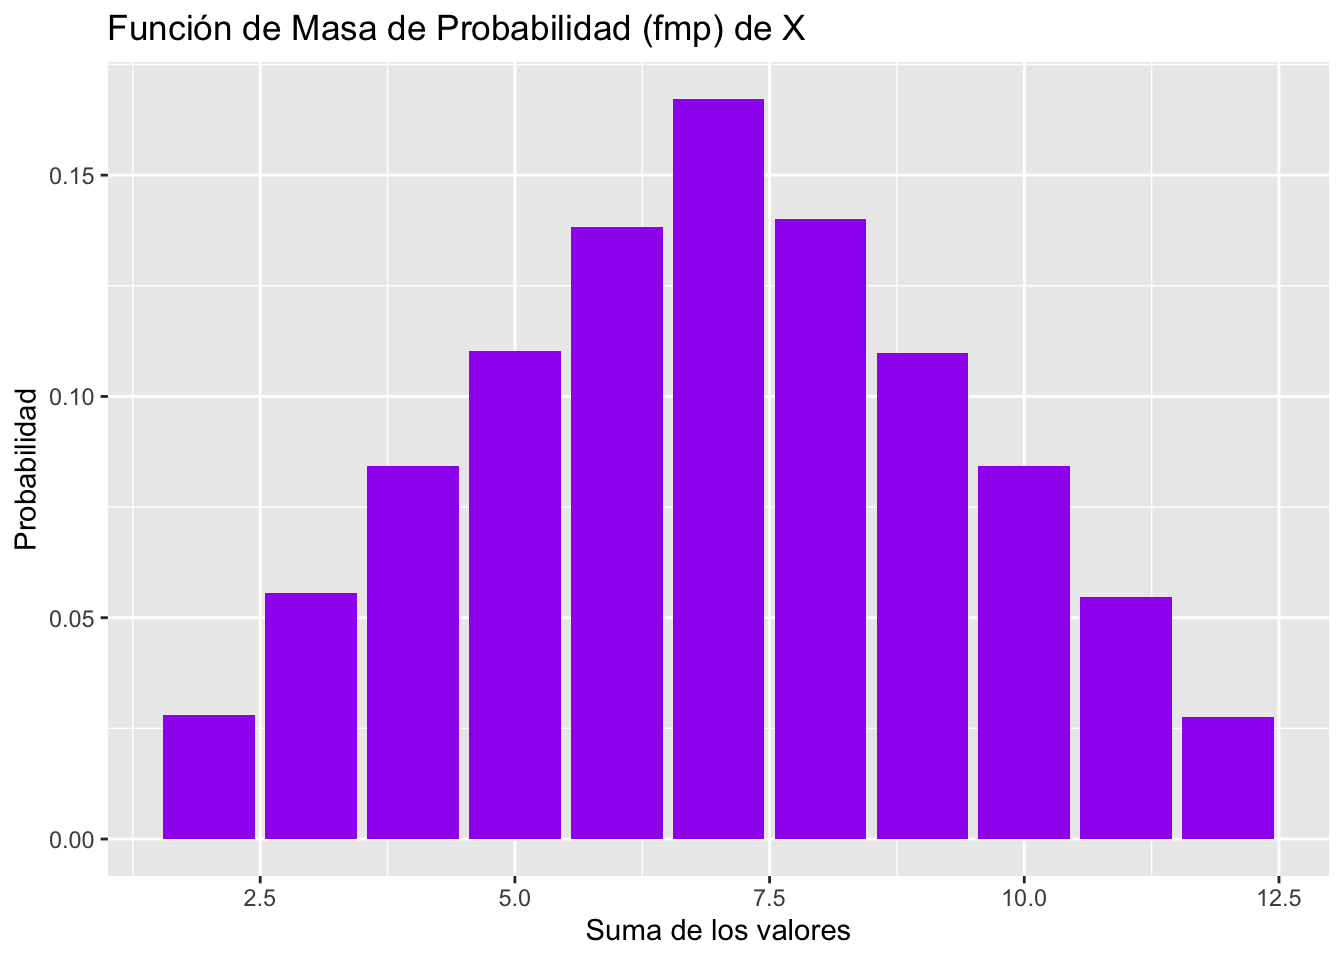 Función de Masa de Probabilidad (fmp) de X
0.15
0.10
0.05
0.00
Probabilidad
2.5 5.0 7.5 10.0 12.5
Suma de los valores